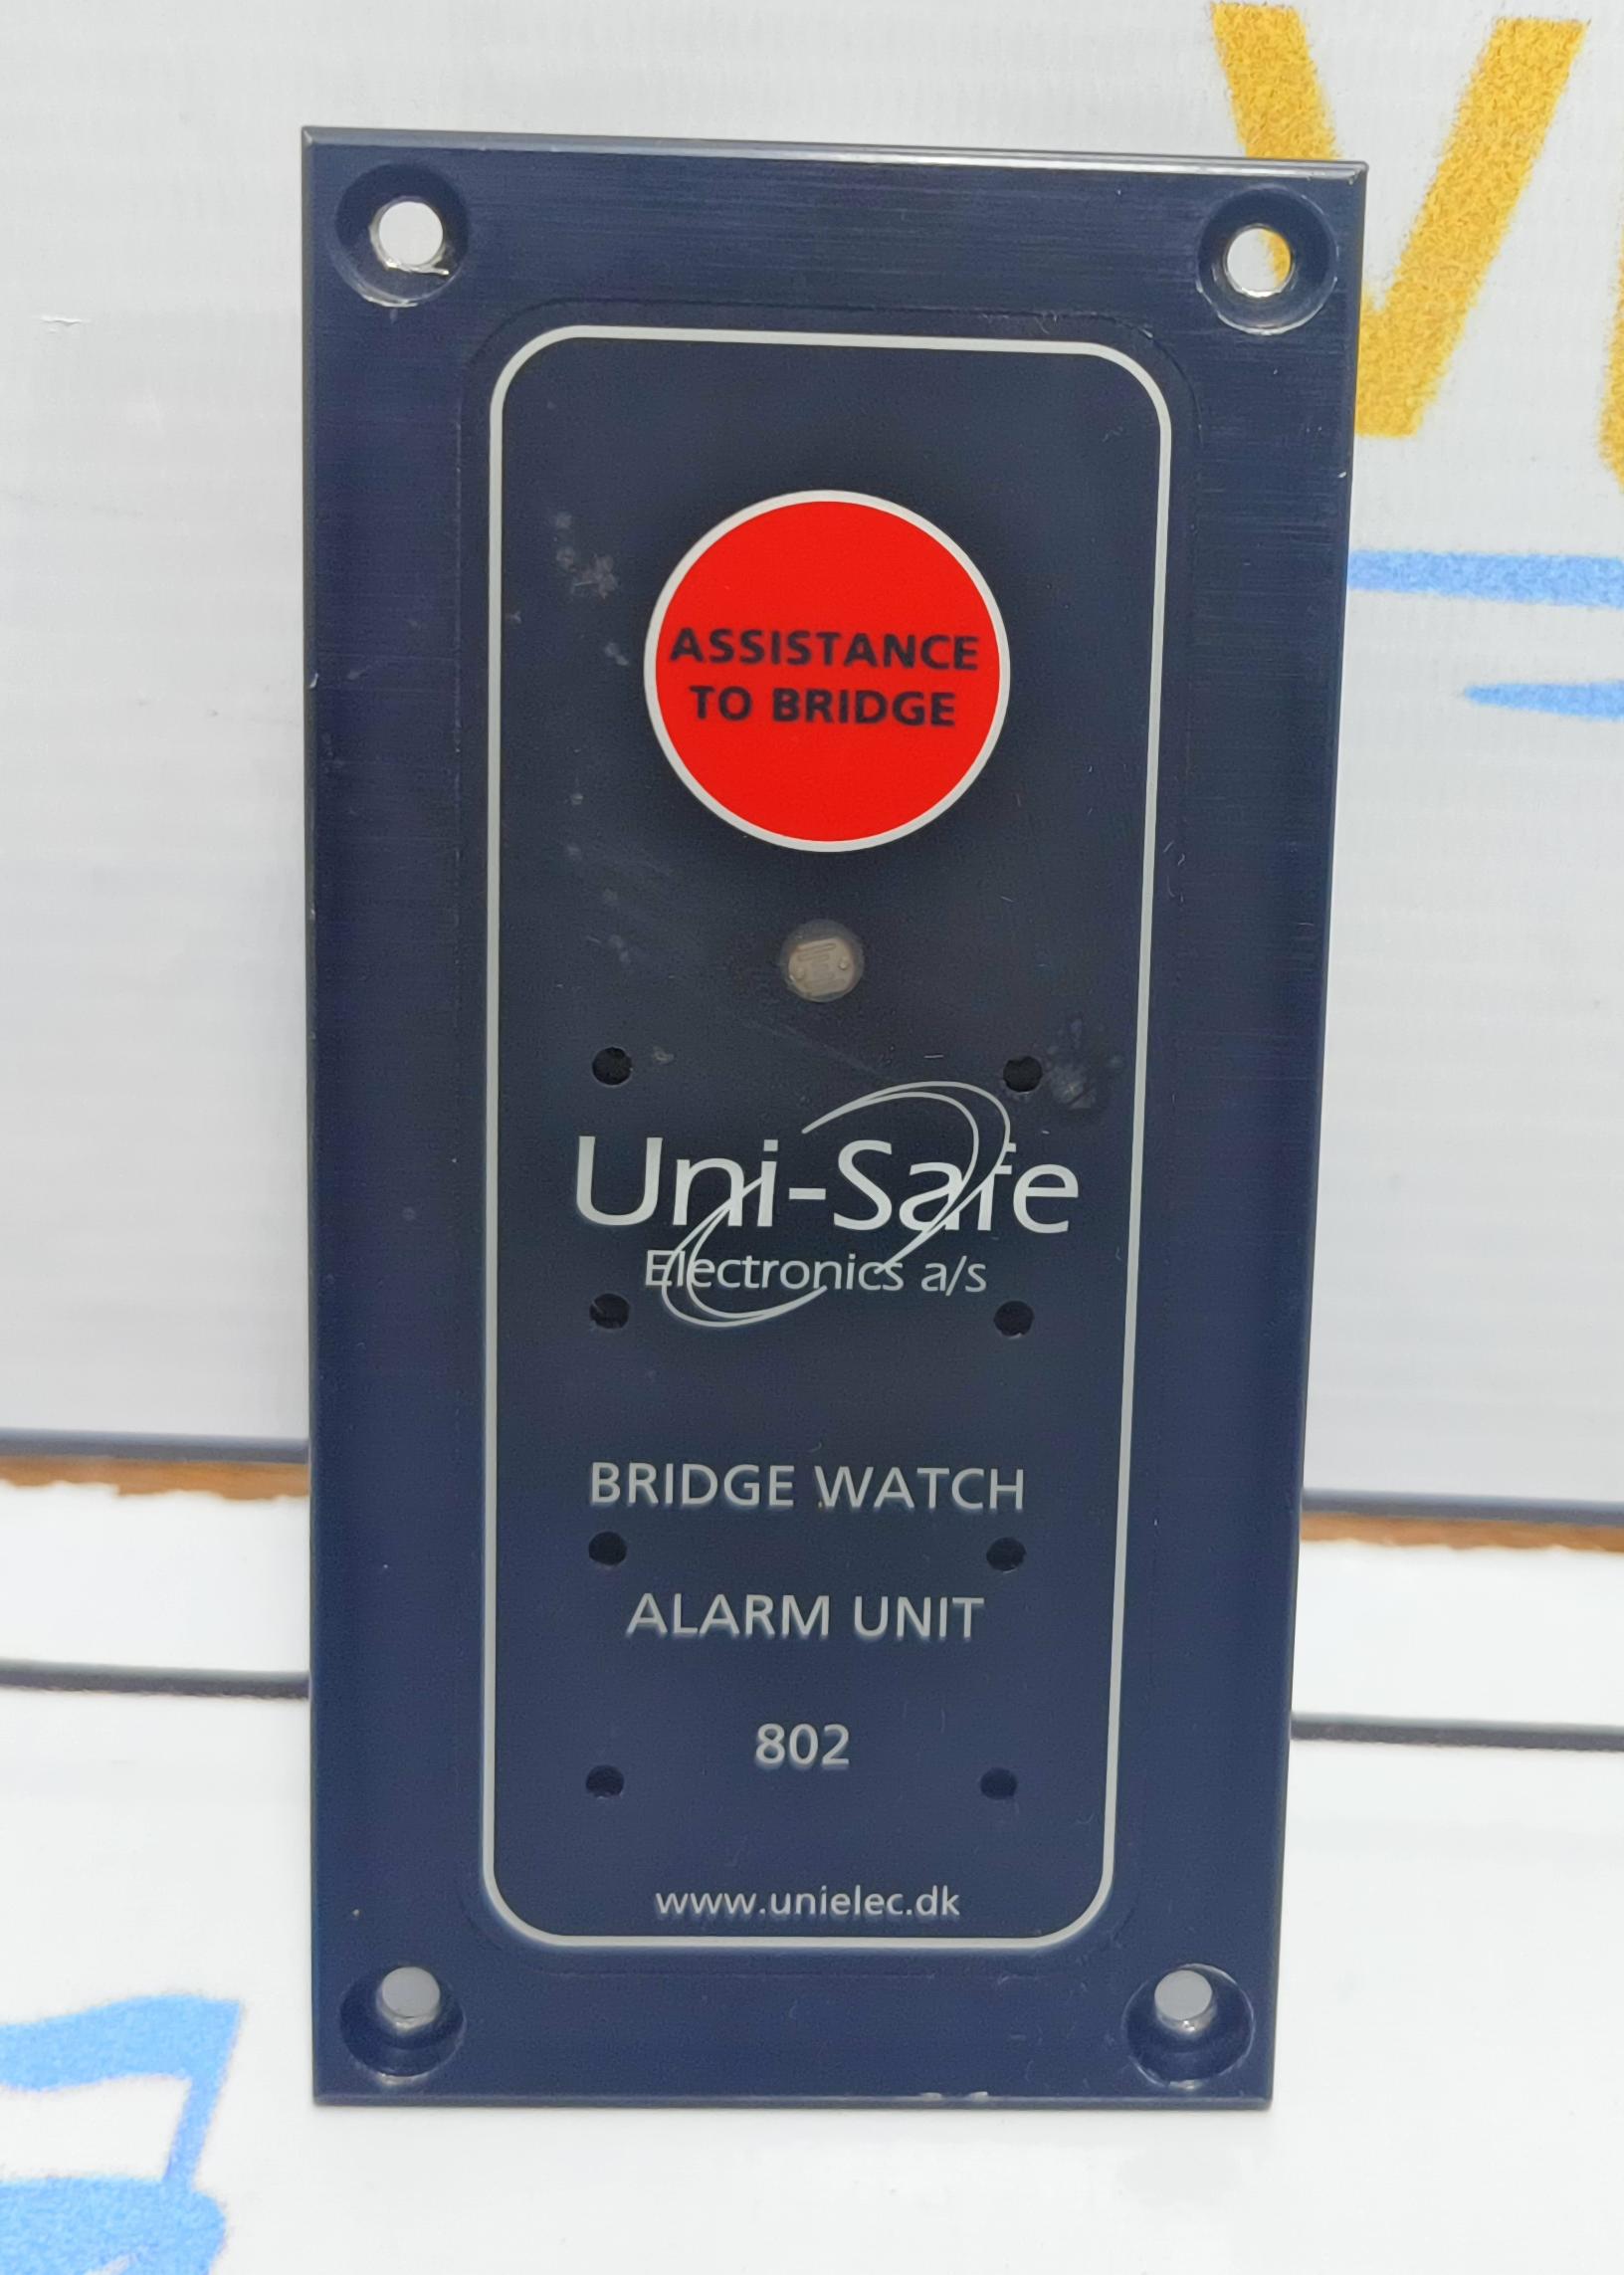 ASSISTANCE
TO BRIDGE
Uni-Safe
Electronics a/s
BRIDGE WATCH
ALARM UNIT
802
www.unielec.dk